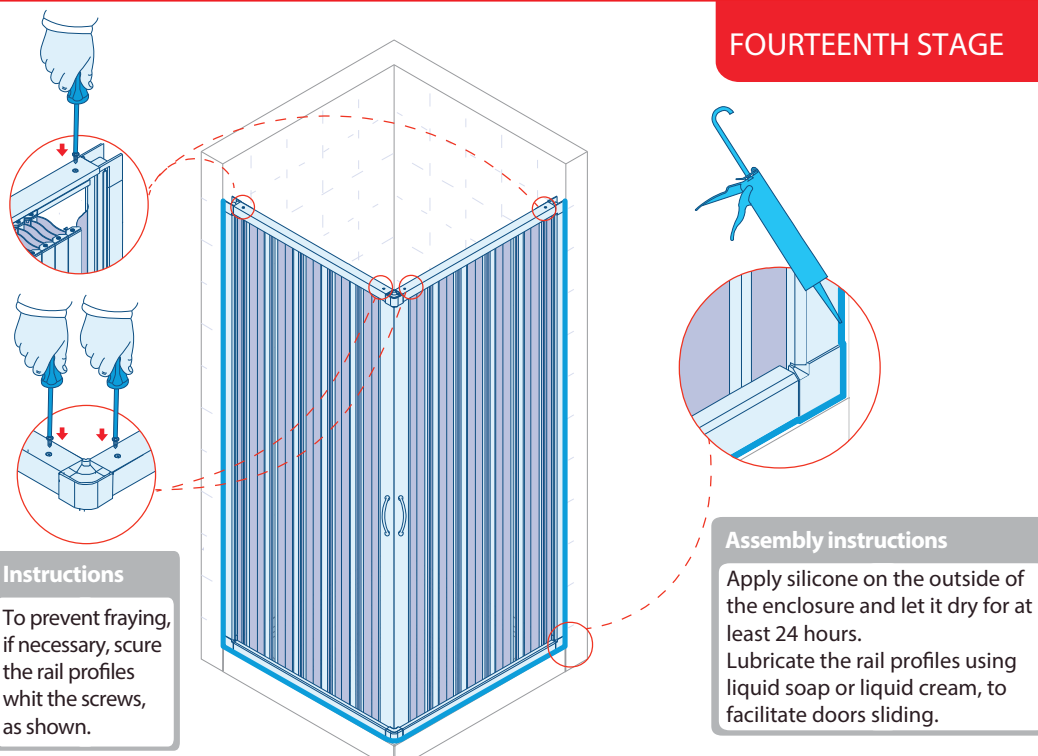 FOURTEENTH STAGE
Instructions
To prevent fraying,
if necessary, scure
the rail profiles
whit the screws,
as shown.
Assembly instructions
Apply silicone on the outside of
the enclosure and let it dry for at
least 24 hours.
Lubricate the rail profiles using
liquid soap or liquid cream, to
facilitate doors sliding.